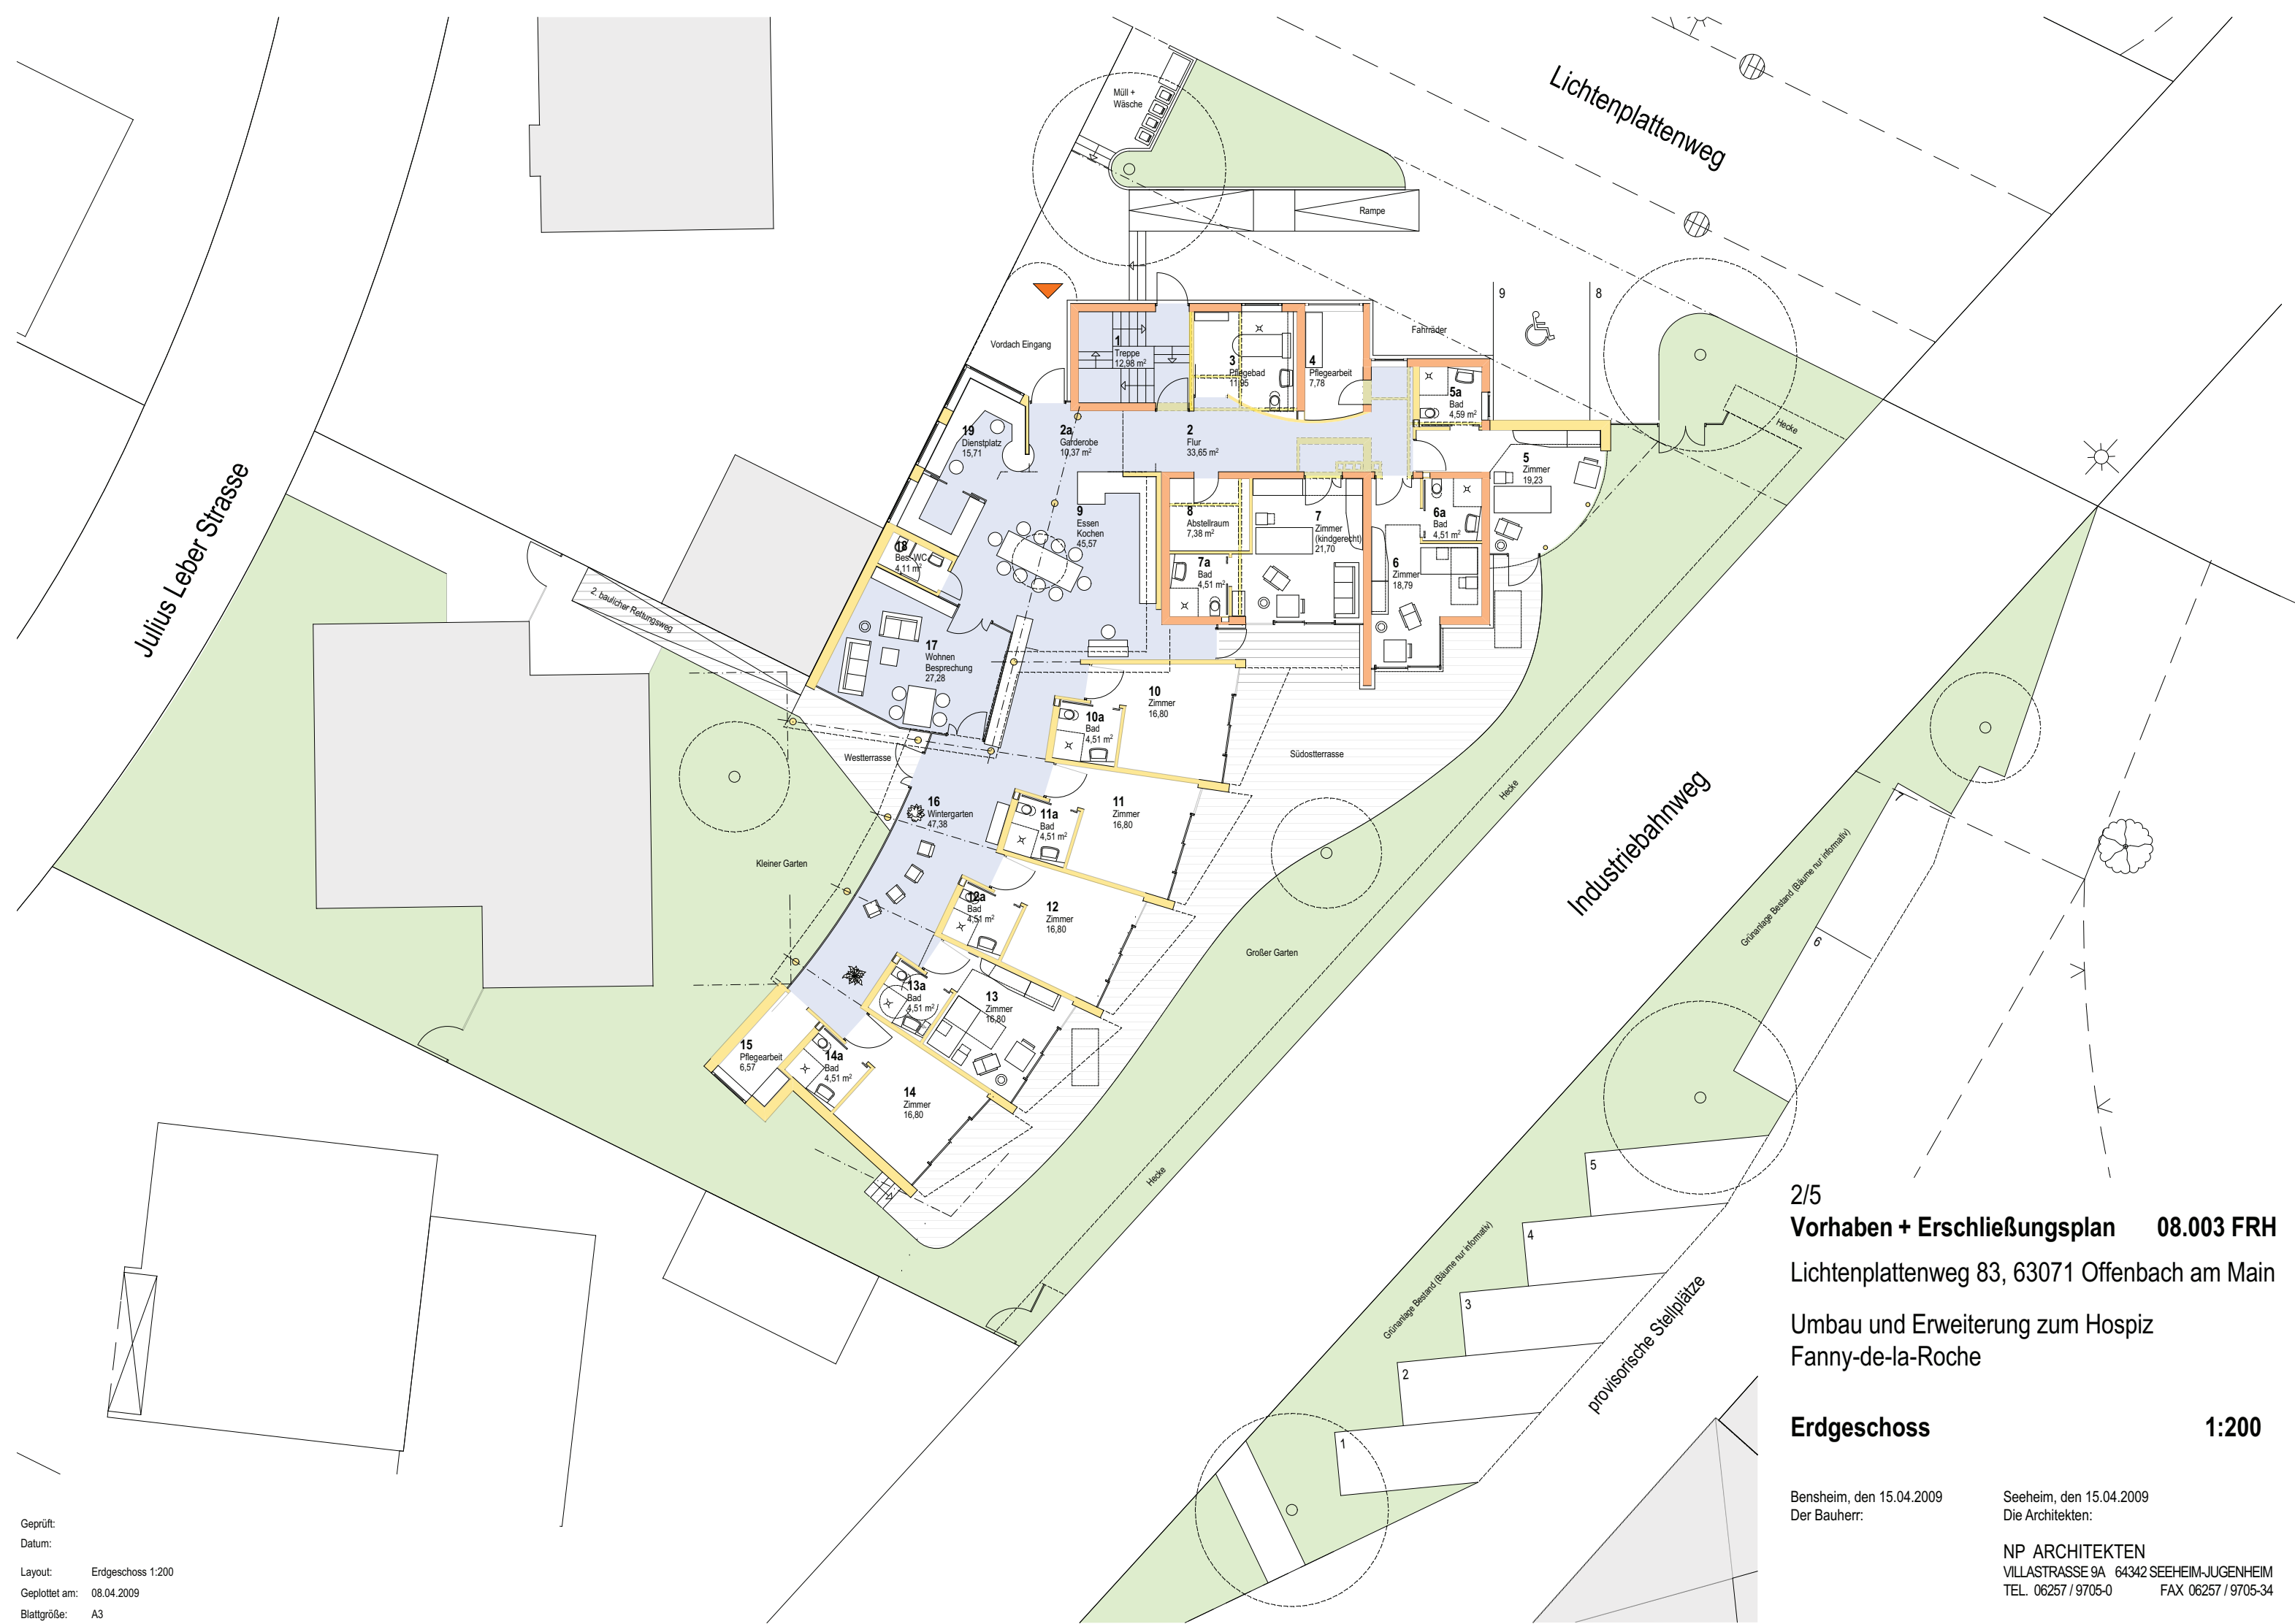 Lichtenplattenweg
Müll +
Wäsche
Rampe
9
8
Fahrräder
Vordach Eingang
1
Treppe
12,98 m²
3
Pflegebad
11,95
4
Pflegearbeit
7,78
5a
Bad
4,59 m²
Hecke
19
Dienstplatz
15,71
2a
Garderobe
10,37 m²
2
Flur
33,65 m²
5
Zimmer
19,23
Julius Leber Strasse
9
Essen
Kochen
45,57
8
Abstellraum
7,38 m²
7
Zimmer
(kindgerecht)
21,70
6a
Bad
4,51 m²
18
Bes.-WC
4,11 m²
7a
Bad
4,51 m²
6
Zimmer
18,79
2. baulicher Rettungsweg
17
Wohnen
Besprechung
27,28
10
Zimmer
16,80
10a
Bad
4,51 m²
Westterrasse
Südostterrasse
Hecke
Industriebahnweg
16
Wintergarten
47,38
11
Zimmer
16,80
11a
Bad
4,51 m²
7
Kleiner Garten
12a
Bad
4,51 m²
12
Zimmer
16,80
Grünanlage Bestand (Bäume nur informativ)
6
Großer Garten
13a
Bad
4,51 m²
13
Zimmer
16,80
15
Pflegearbeit
6,57
14a
Bad
4,51 m²
14
Zimmer
16,80
Hecke
5
4
3
2
1
Grünanlage Bestand (Bäume nur informativ)
provisorische Stellplätze
2/5
Vorhaben + Erschließungsplan 08.003 FRH
Lichtenplattenweg 83, 63071 Offenbach am Main
Umbau und Erweiterung zum Hospiz
Fanny-de-la-Roche
Erdgeschoss 1:200
Bensheim, den 15.04.2009
Der Bauherr:
Seeheim, den 15.04.2009
Die Architekten:
NP ARCHITEKTEN
VILLASTRASSE 9A 64342 SEEHEIM-JUGENHEIM
TEL. 06257 / 9705-0 FAX 06257 / 9705-34
Geprüft:
Datum:
Layout: Erdgeschoss 1:200
Geplottet am: 08.04.2009
Blattgröße: A3